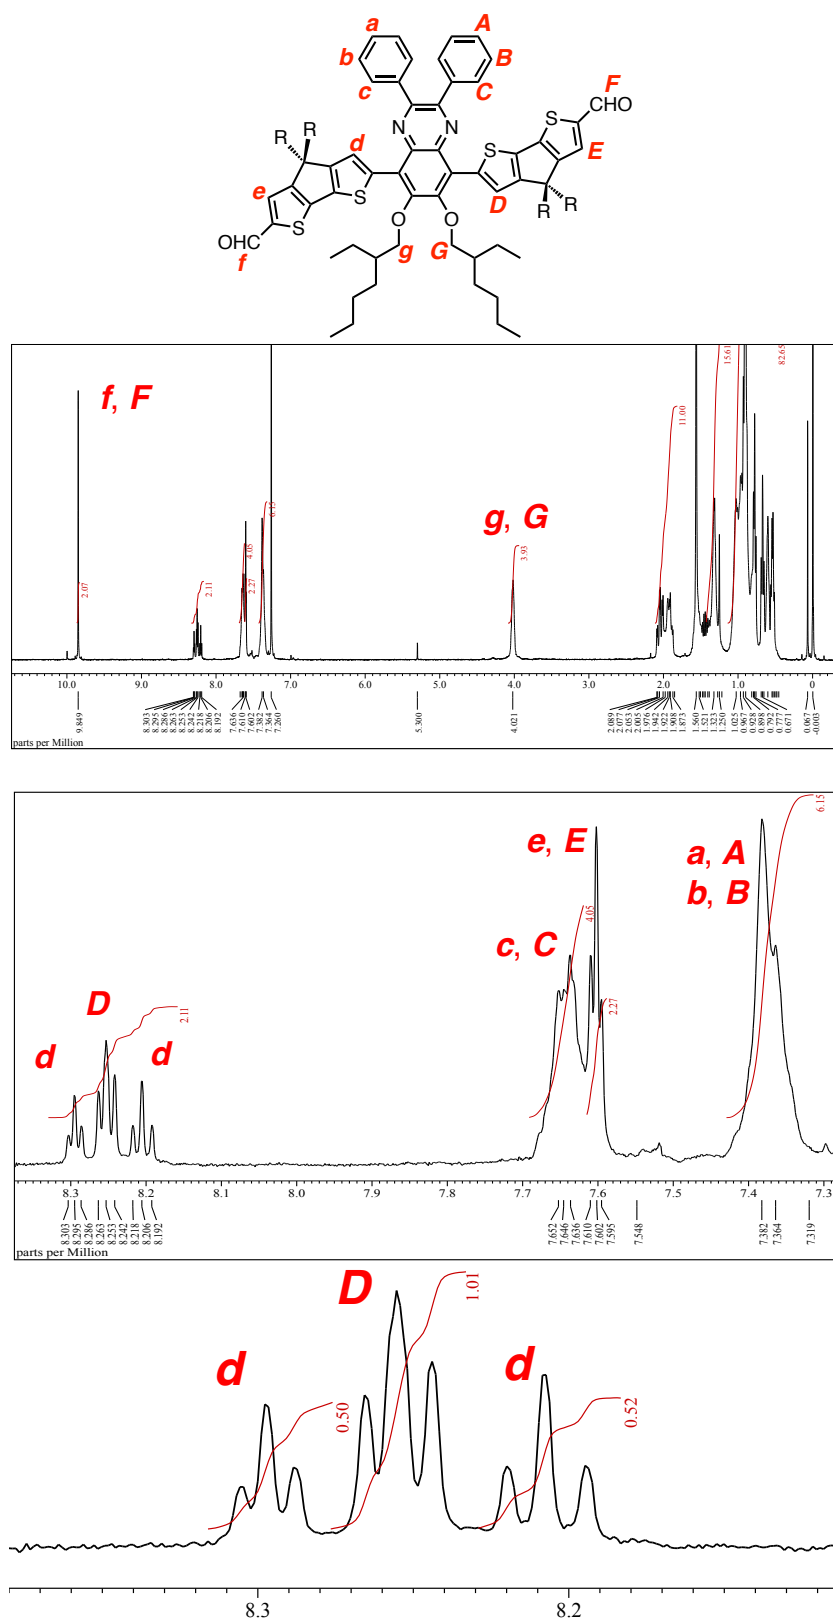 a
A
b
B
c
C
F
CHO
R
R
N
N
d
S
S
E
e
S
S
D
R
R
O
O
OHC
f
g
G
f, F
g, G
2.07
2.11
4.05
2.27
6.15
3.93
11.00
15.61
82.65
10.0 9.0 8.0 7.0 6.0 5.0 4.0 3.0 2.0 1.0 0
9.849
8.303
8.295
8.286
8.263
8.253
8.242
8.218
8.206
8.192
7.636
7.610
7.602
7.382
7.364
7.260
5.300
4.021
2.089
2.077
2.053
2.005
1.976
1.942
1.922
1.908
1.873
1.560
1.521
1.323
1.250
1.025
0.967
0.928
0.898
0.792
0.777
0.671
0.067
-0.003
parts per Million
d
D
d
c, C
e, E
a, A
b, B
2.11
4.05
2.27
6.15
8.3 8.2 8.1 8.0 7.9 7.8 7.7 7.6 7.5 7.4 7.3
8.303
8.295
8.286
8.263
8.253
8.242
8.218
8.206
8.192
7.652
7.646
7.636
7.610
7.602
7.595
7.548
7.382
7.364
7.319
parts per Million
d
D
d
0.50
1.01
0.52
8.3 8.2